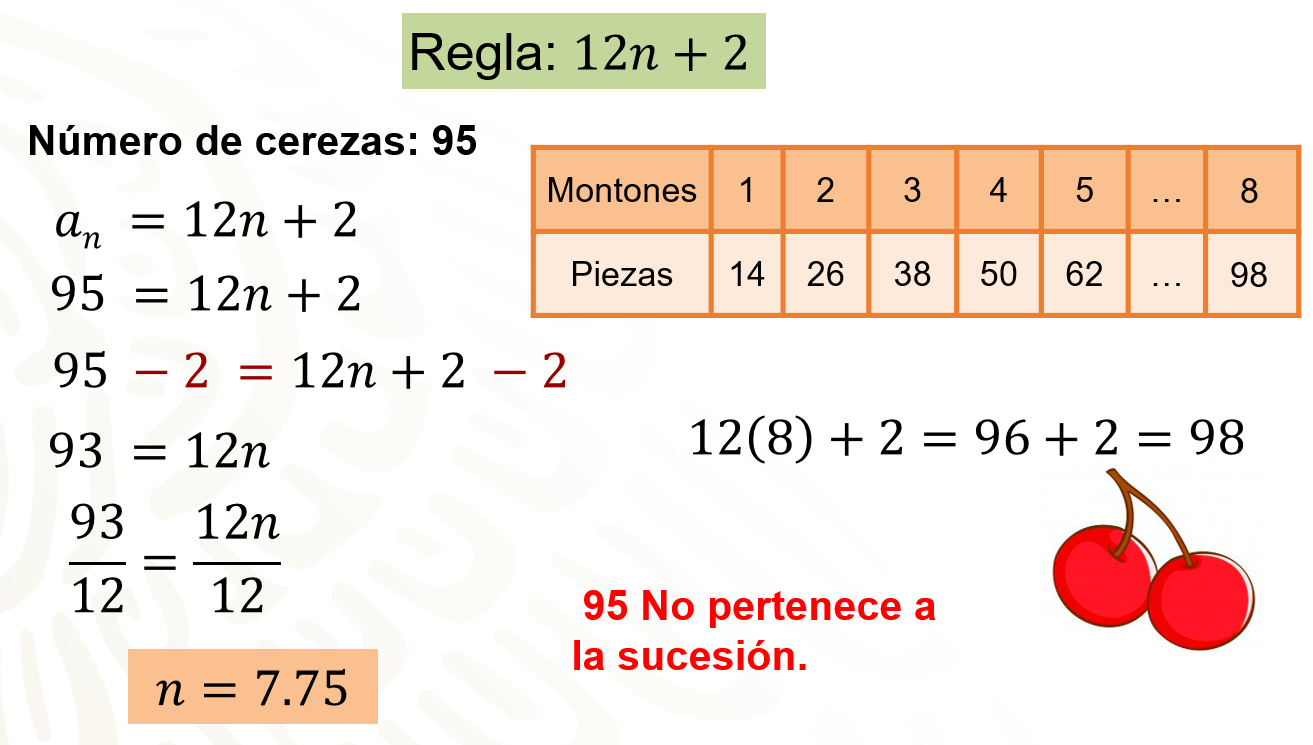 Regla: 12n + 2
Número de cerezas: 95
aₙ = 12n + 2
95 = 12n + 2
95 − 2 = 12n + 2 − 2
93 = 12n
93/12 = 12n/12
n = 7.75
Montones 1 2 3 4 5 ... 8
Piezas 14 26 38 50 62 ... 98
12(8) + 2 = 96 + 2 = 98
95 No pertenece a
la sucesión.